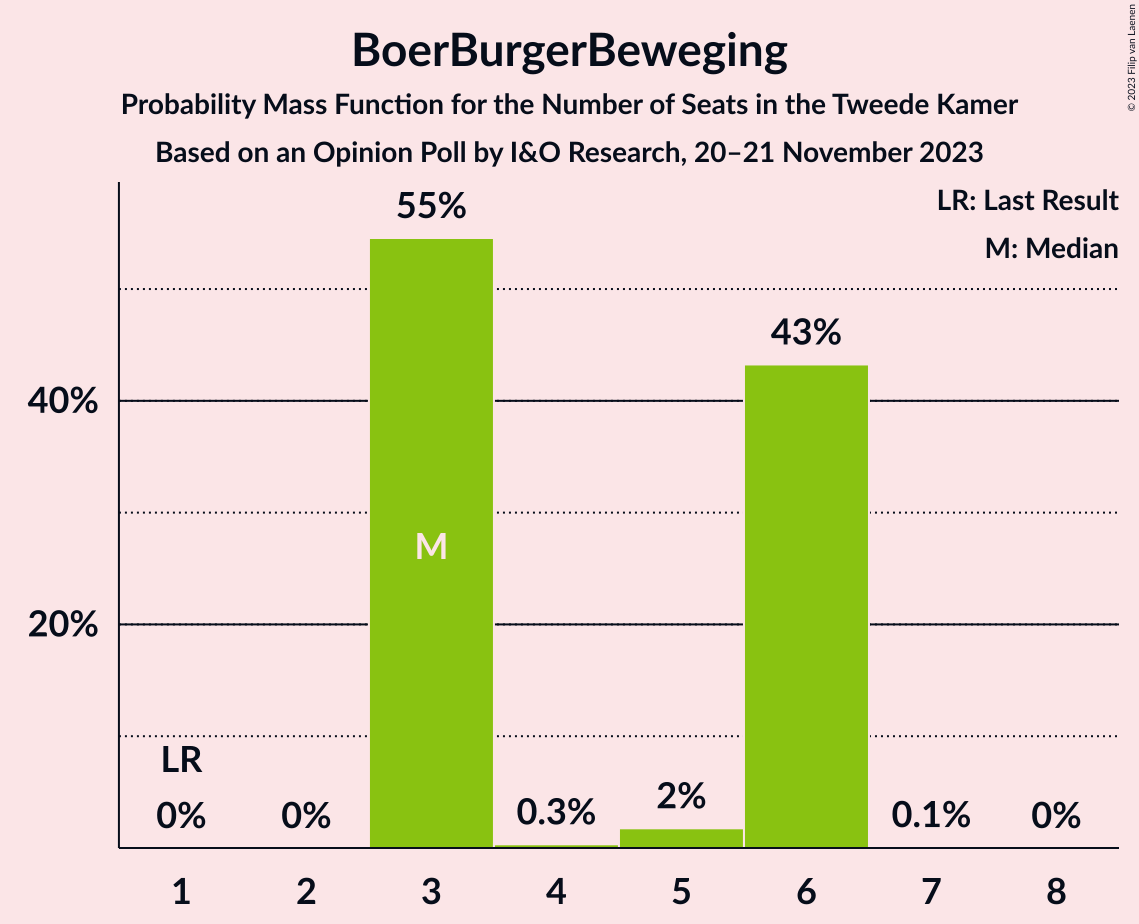 BoerBurgerBeweging
Probability Mass Function for the Number of Seats in the Tweede Kamer
Based on an Opinion Poll by I&O Research, 20–21 November 2023
© 2023 Filip van Laenen
LR: Last Result
M: Median
55%
43%
40%
M
20%
LR
0%
0%
0.3%
2%
0.1%
0%
1 2 3 4 5 6 7 8